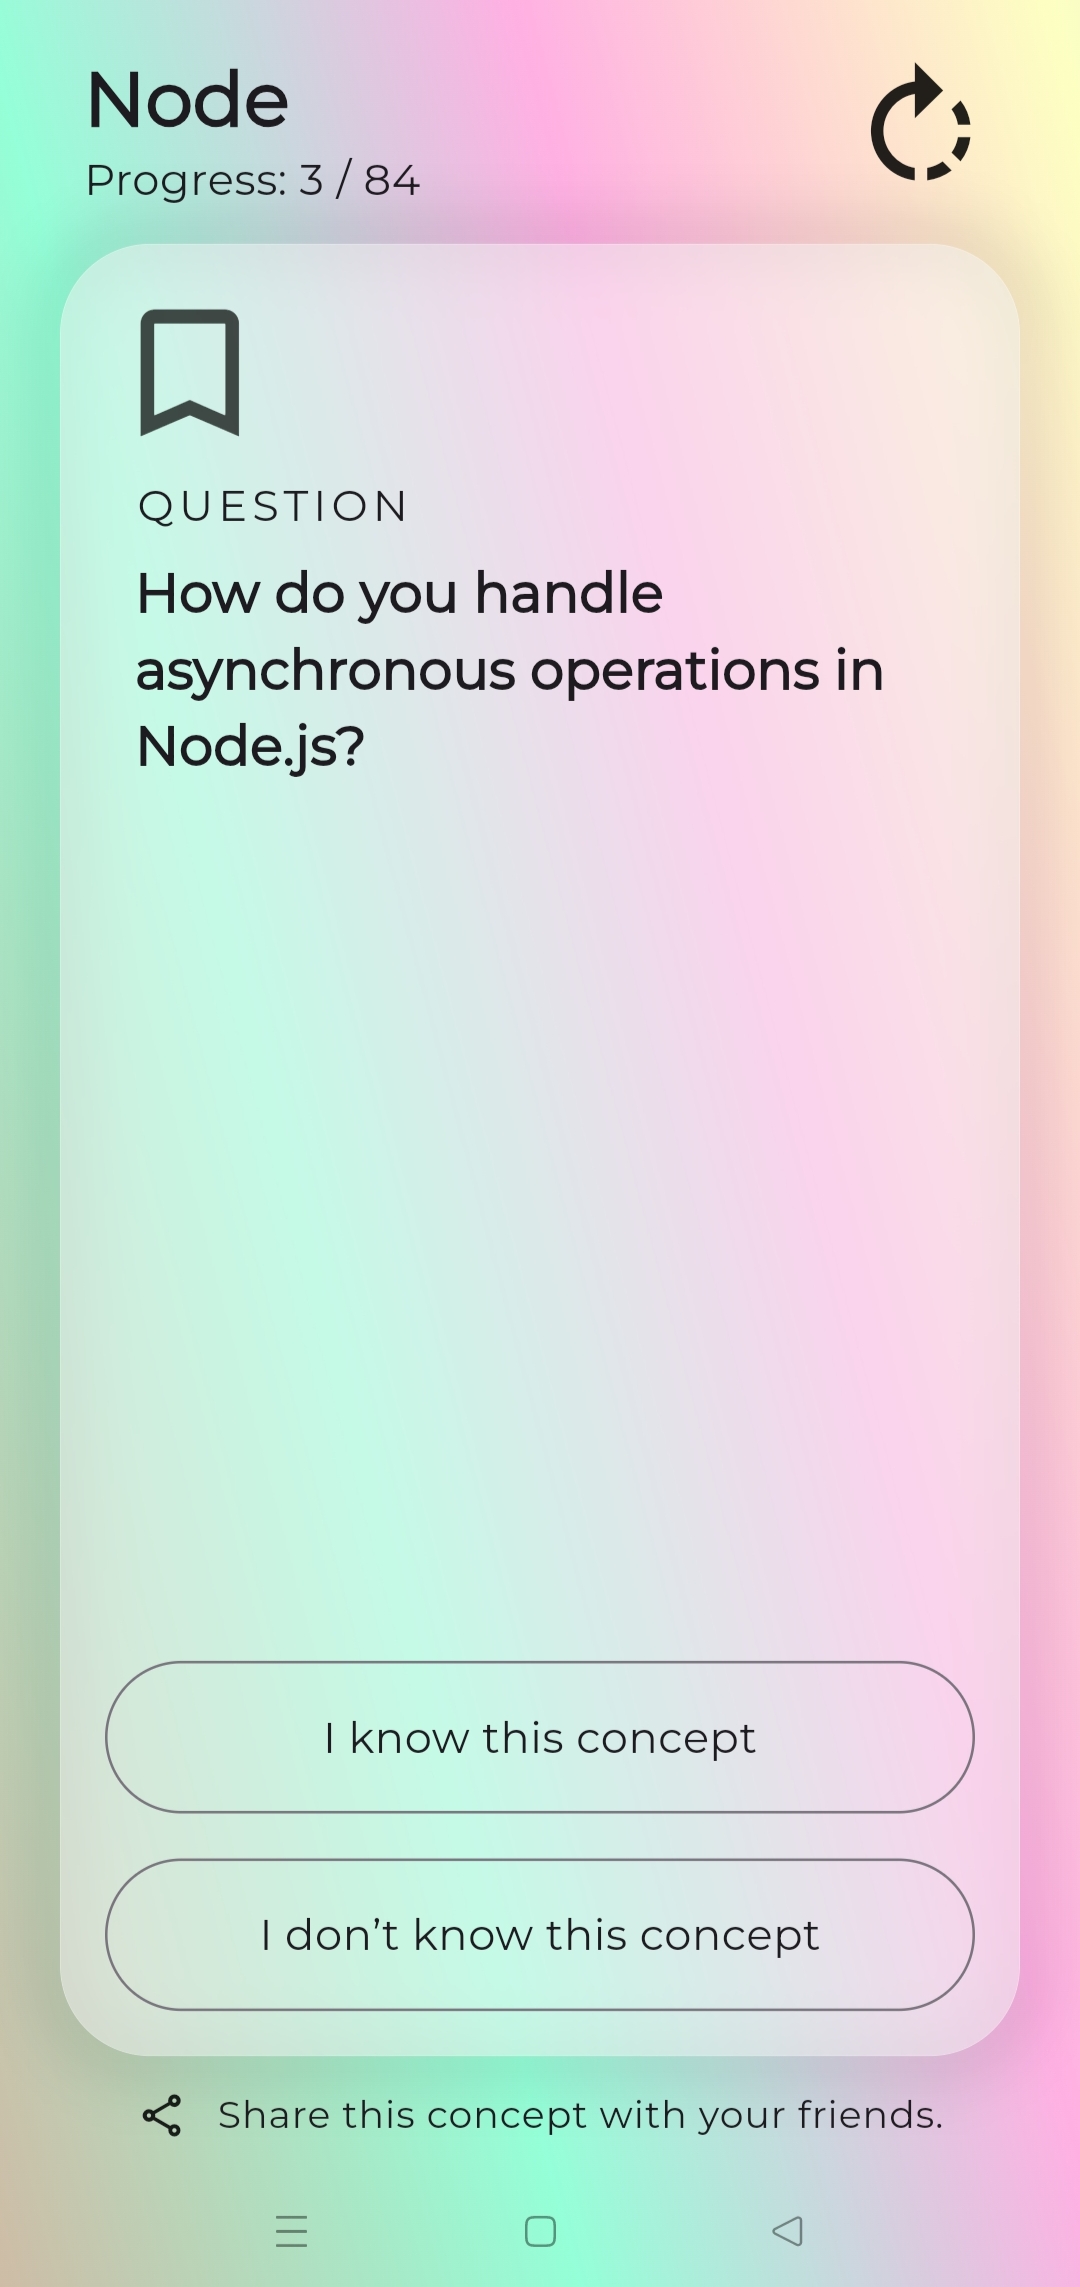 Node
Progress: 3 / 84
QUESTION
How do you handle
asynchronous operations in
Node.js?
I know this concept
I don’t know this concept
Share this concept with your friends.